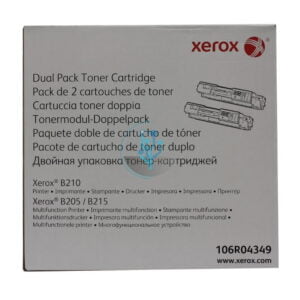 xerox
Dual Pack Toner Cartridge
Pack de 2 cartouches de toner
Cartuccia toner doppia
Tonermodul-Doppelpack
Paquete doble de cartucho de tóner
Pacote de cartucho de toner duplo
Двойная упаковка тонер-картриджей
Xerox® B210
Printer • Imprimante • Stampante • Drucker • Impresora • Impressora • Принтер
Xerox® B205 / B215
Multifunction Printer • Imprimante multifonction • Stampante multifunzione
Multifunktionsdrucker • Impresora multifunción • Impressora multifuncional
Multifunctionele printer • Многофункциональное устройство
106R04349
www.xerox.com